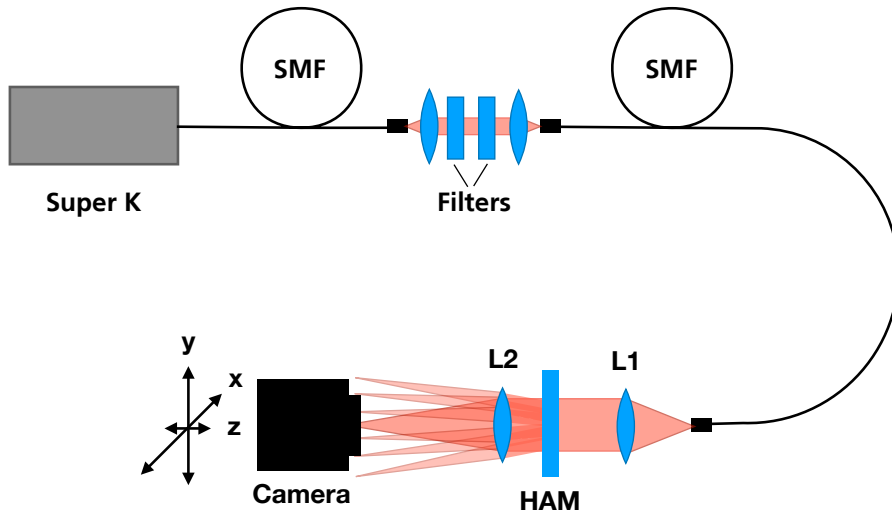 SMF
SMF
Super K
Filters
y
x
z
L2
L1
Camera
HAM